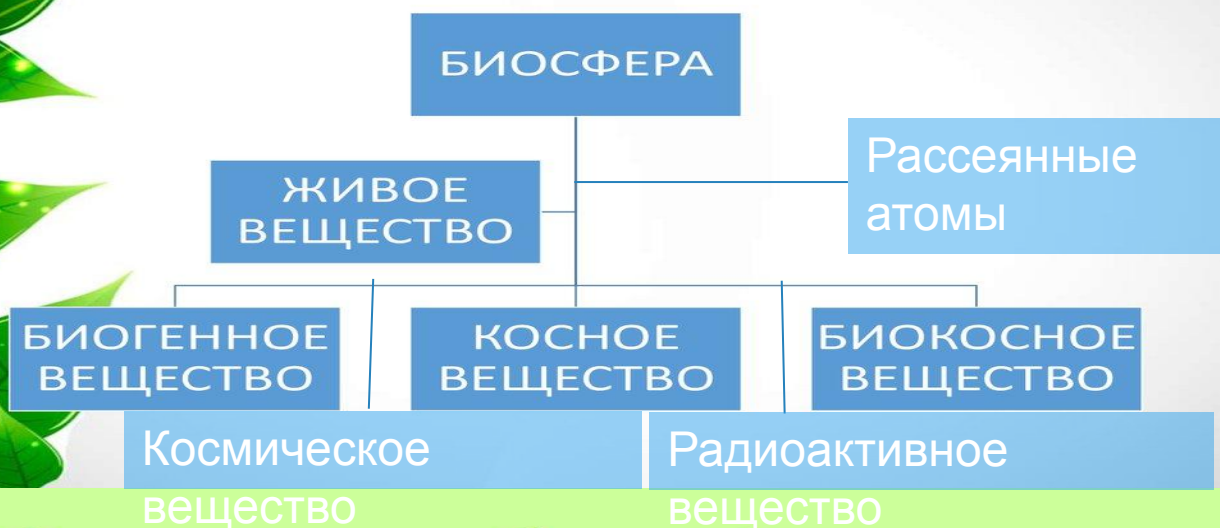 БИОСФЕРА
Рассеянные
атомы
ЖИВОЕ
ВЕЩЕСТВО
БИОГЕННОЕ
ВЕЩЕСТВО
КОСНОЕ
ВЕЩЕСТВО
БИОКОСНОЕ
ВЕЩЕСТВО
Космическое
вещество
Радиоактивное
вещество